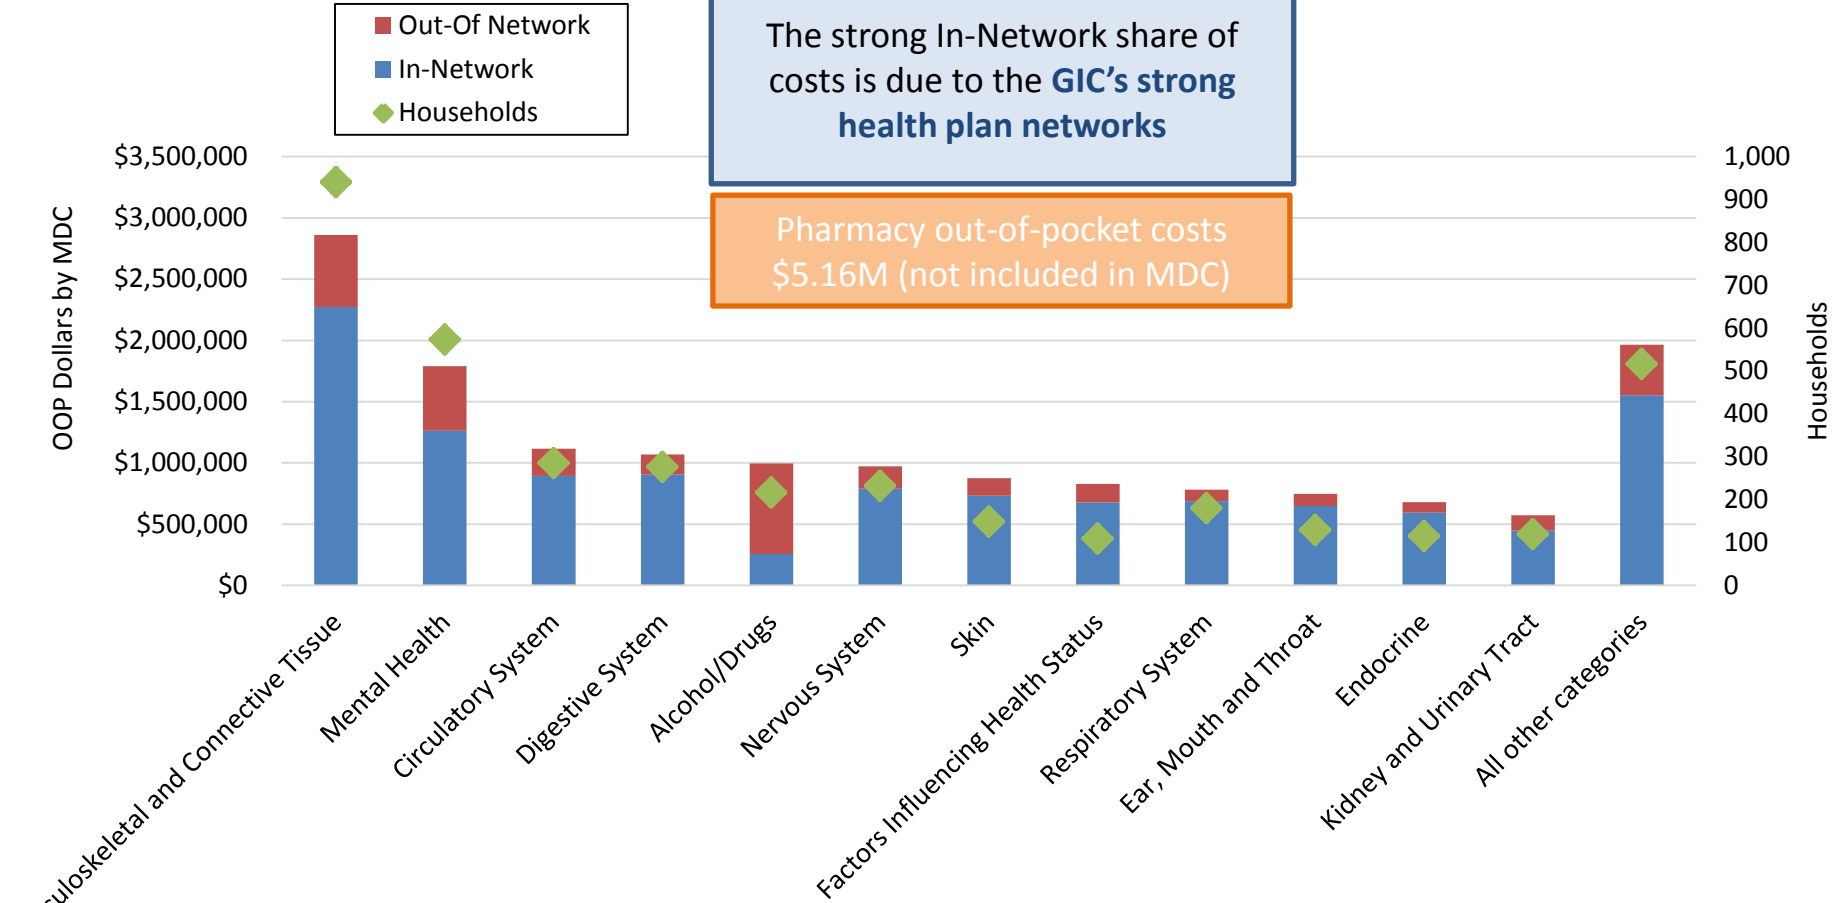 Out-Of Network
In-Network
Households
The strong In-Network share of
costs is due to the GIC's strong
health plan networks
Pharmacy out-of-pocket costs
$5.16M (not included in MDC)
OOP Dollars by MDC
$3,500,000
$3,000,000
$2,500,000
$2,000,000
$1,500,000
$1,000,000
$500,000
$0
1,000
900
800
700
600
500
400
300
200
100
0
Households
culoskeletal and Connective Tissue
Mental Health
Circulatory System
Digestive System
Alcohol/Drugs
Nervous System
Skin
Factors Influencing Health Status
Respiratory System
Ear, Mouth and Throat
Endocrine
Kidney and Urinary Tract
All other categories